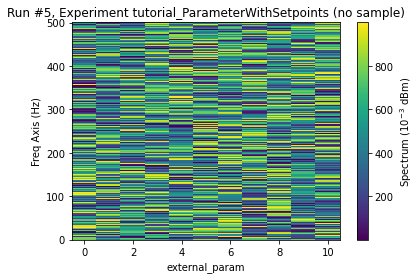 Run #5, Experiment tutorial_ParameterWithSetpoints (no sample)
500
400
300
200
100
0
Freq Axis (Hz)
0 2 4 6 8 10
external_param
800
600
400
200
Spectrum (10⁻³ dBm)